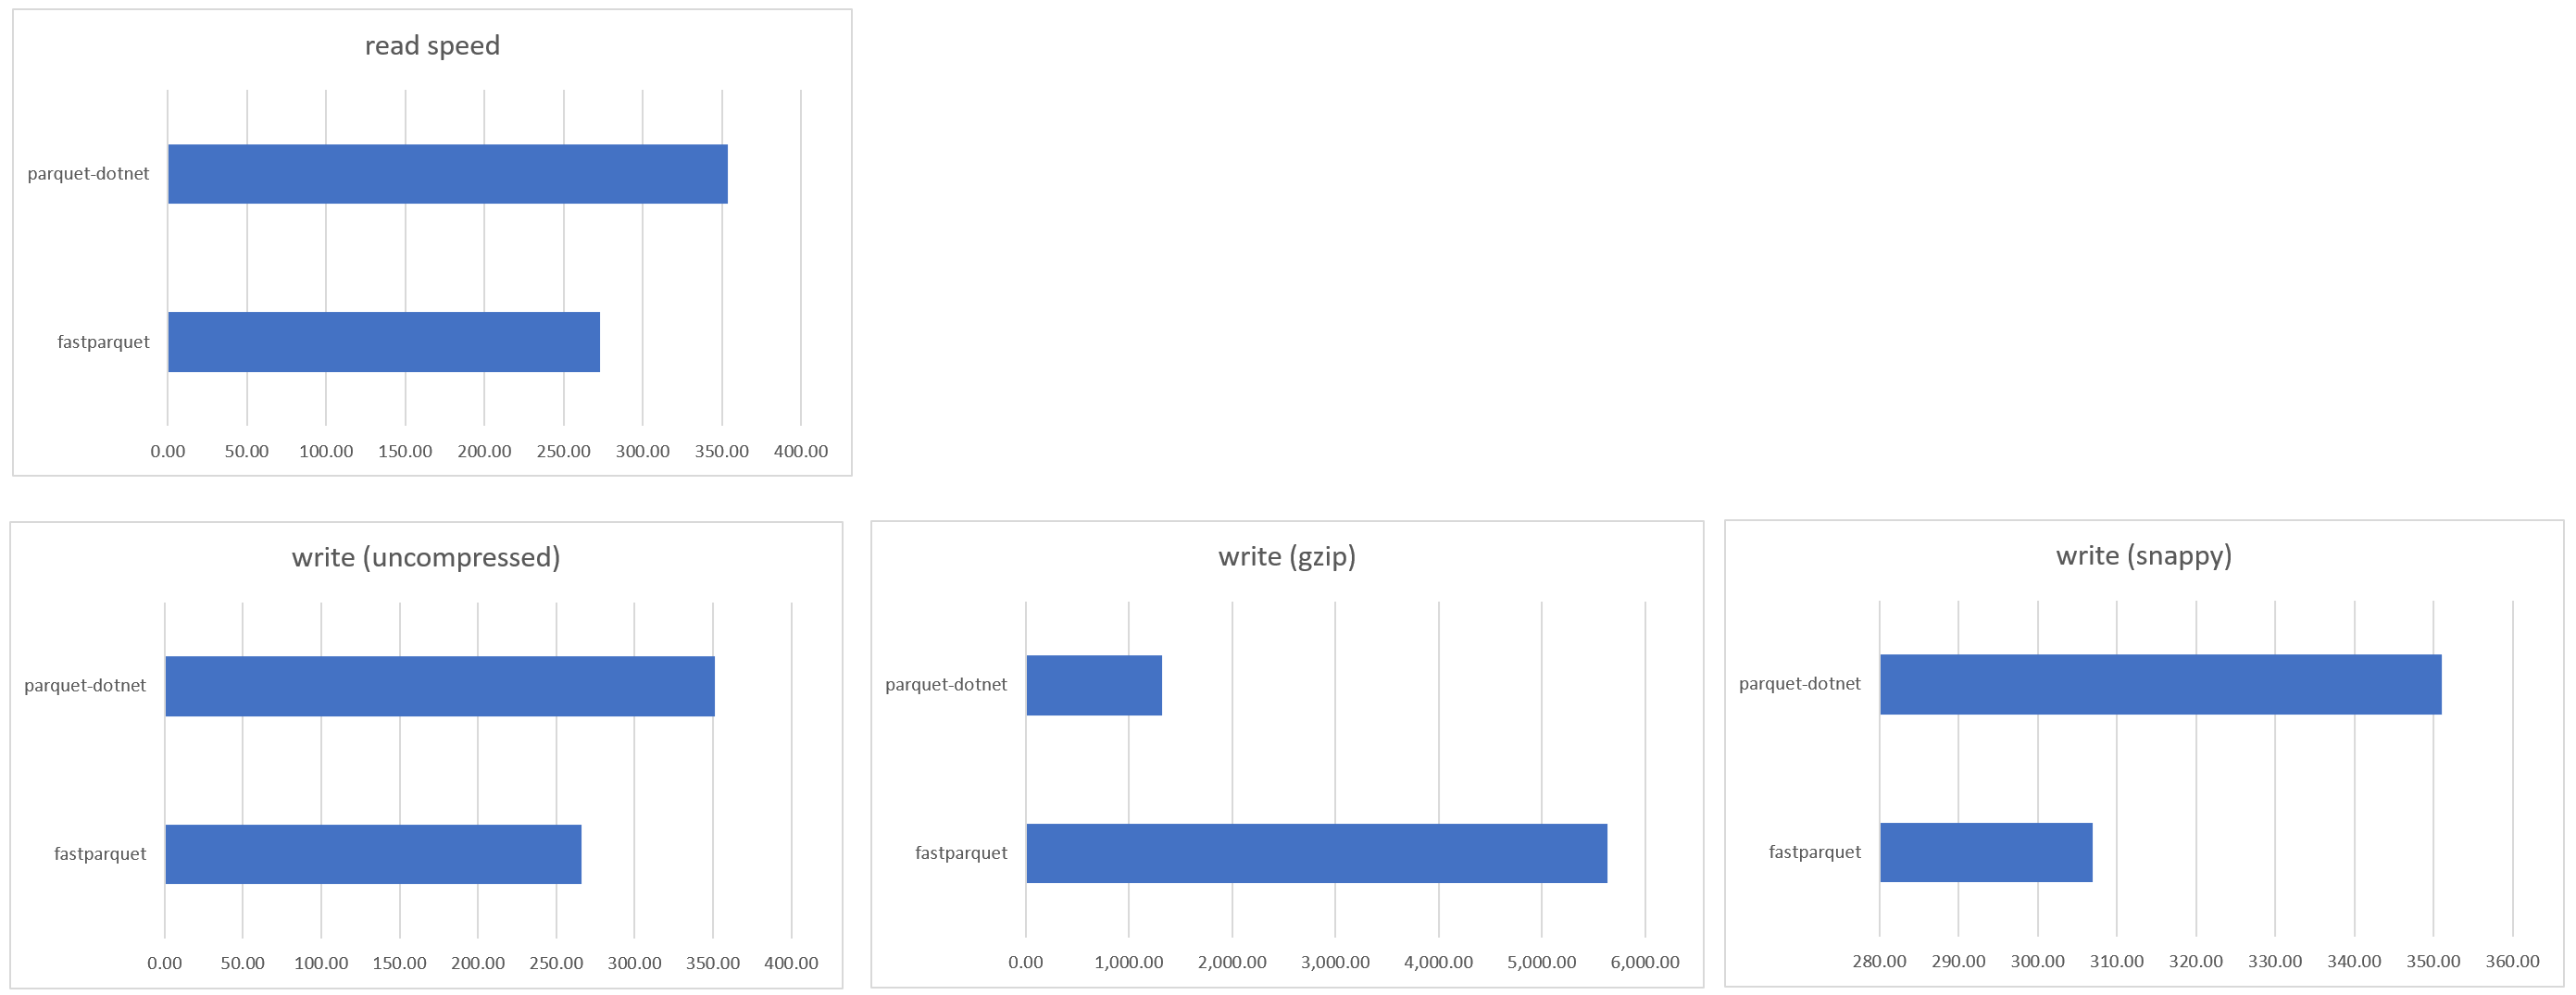 read speed
parquet-dotnet
fastparquet
0.00 50.00 100.00 150.00 200.00 250.00 300.00 350.00 400.00
write (uncompressed)
parquet-dotnet
fastparquet
0.00 50.00 100.00 150.00 200.00 250.00 300.00 350.00 400.00
write (gzip)
parquet-dotnet
fastparquet
0.00 1,000.00 2,000.00 3,000.00 4,000.00 5,000.00 6,000.00
write (snappy)
parquet-dotnet
fastparquet
280.00 290.00 300.00 310.00 320.00 330.00 340.00 350.00 360.00